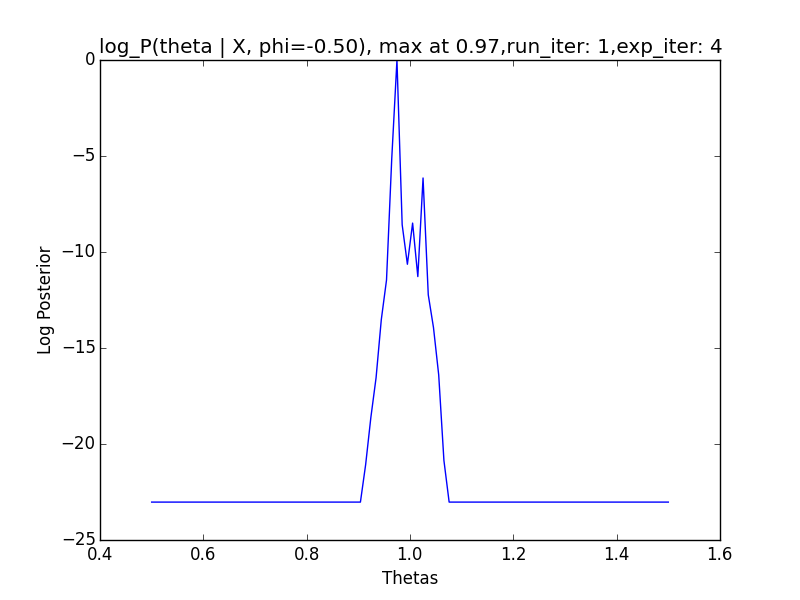 log_P(theta | X, phi=-0.50), max at 0.97,run_iter: 1,exp_iter: 4
0
−5
−10
−15
−20
−25
Log Posterior
0.4 0.6 0.8 1.0 1.2 1.4 1.6
Thetas